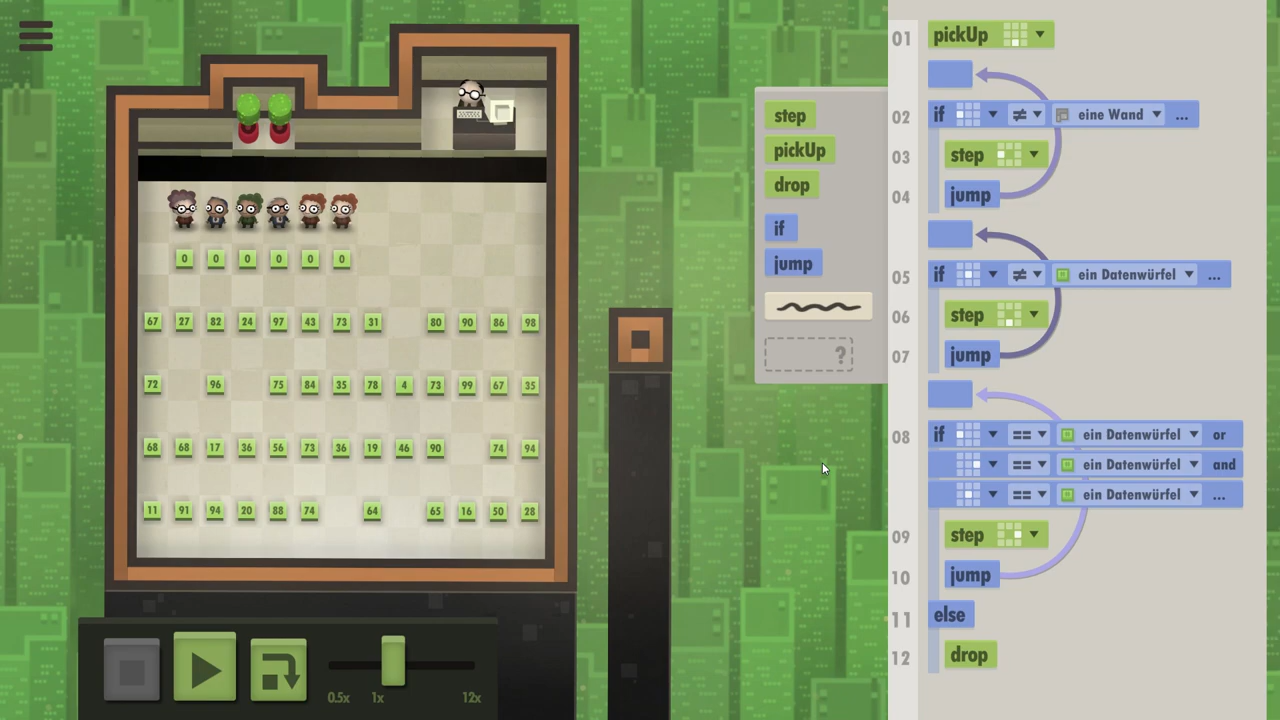 0 0 0 0 0 0
67 27 82 24 97 43 73 31 80 90 86 98
72 96 75 84 35 78 4 73 99 67 35
68 68 17 36 56 73 36 19 46 90 74 94
11 91 94 20 88 74 64 65 16 50 28
0.5x 1x 12x
step
pickUp
drop
if
jump
?
01 pickUp
02 if ≠ eine Wand ...
03 step
04 jump
05 if ≠ ein Datenwürfel ...
06 step
07 jump
08 if == ein Datenwürfel or
== ein Datenwürfel and
== ein Datenwürfel ...
09 step
10 jump
11 else
12 drop